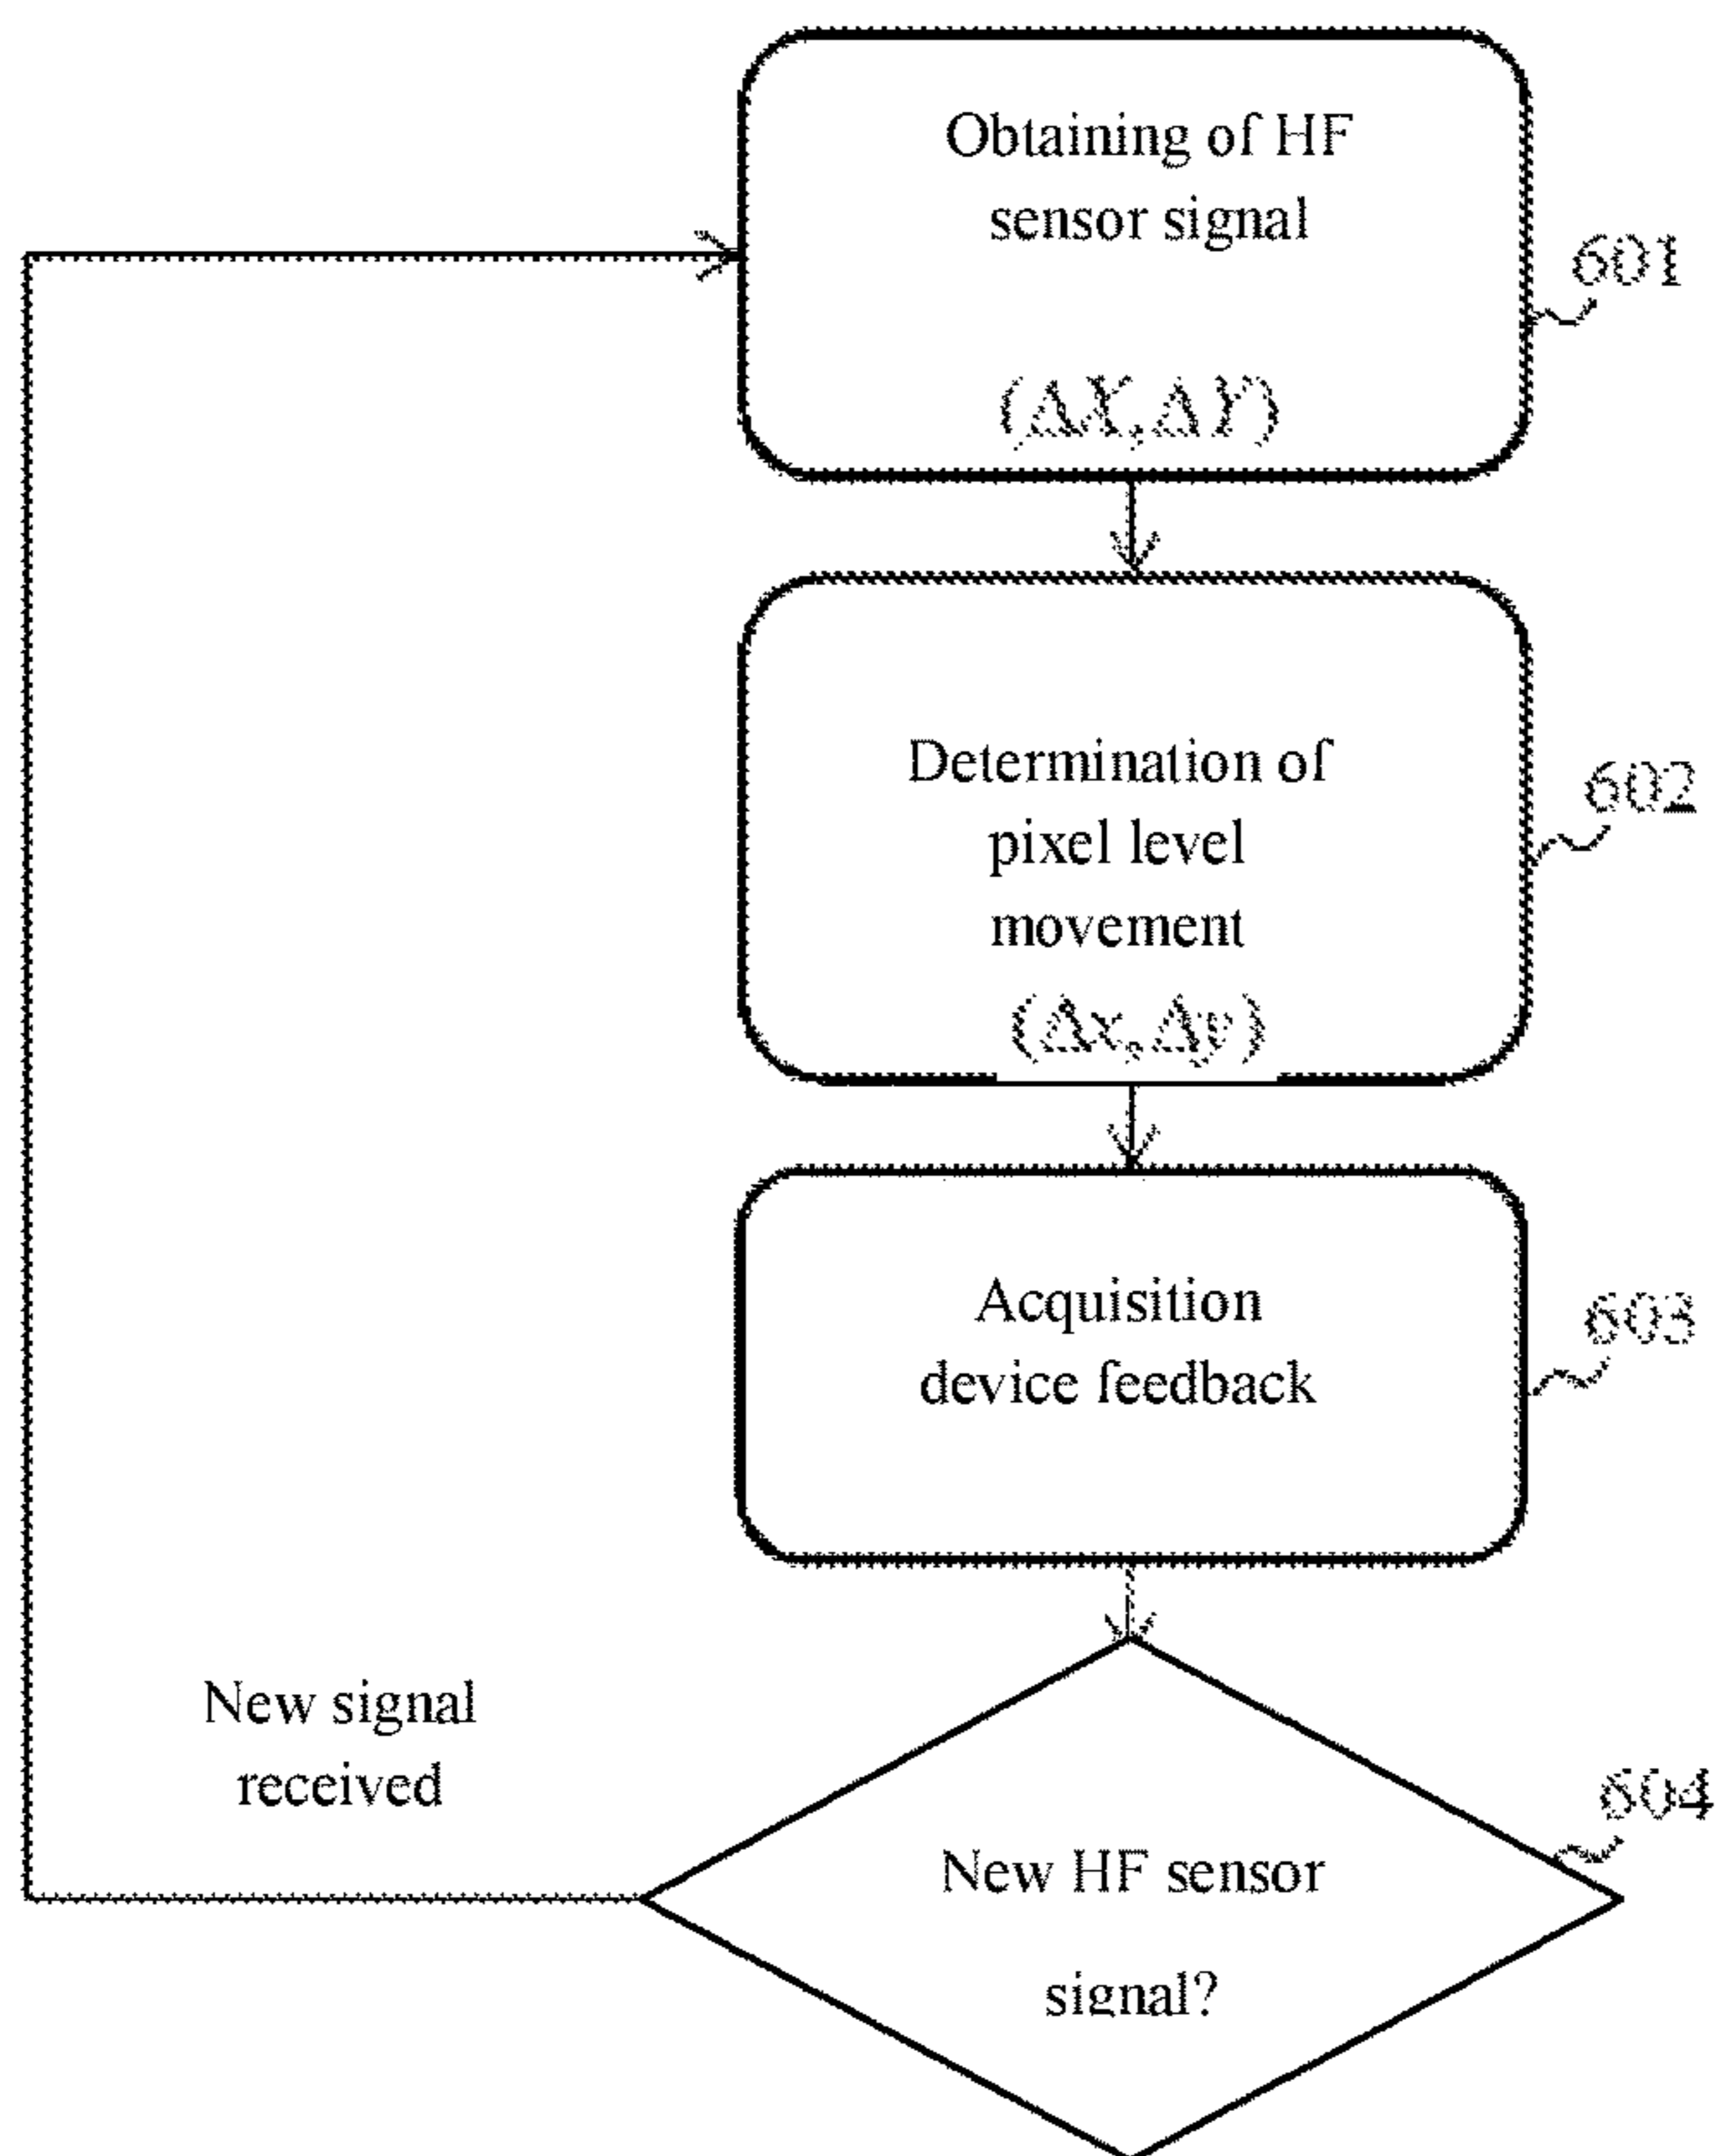 Obtaining of HF
sensor signal
601
(ΔX,ΔY)
Determination of
pixel level
movement
602
(Δx,Δy)
Acquisition
device feedback
603
New signal
received
604
New HF sensor
signal?